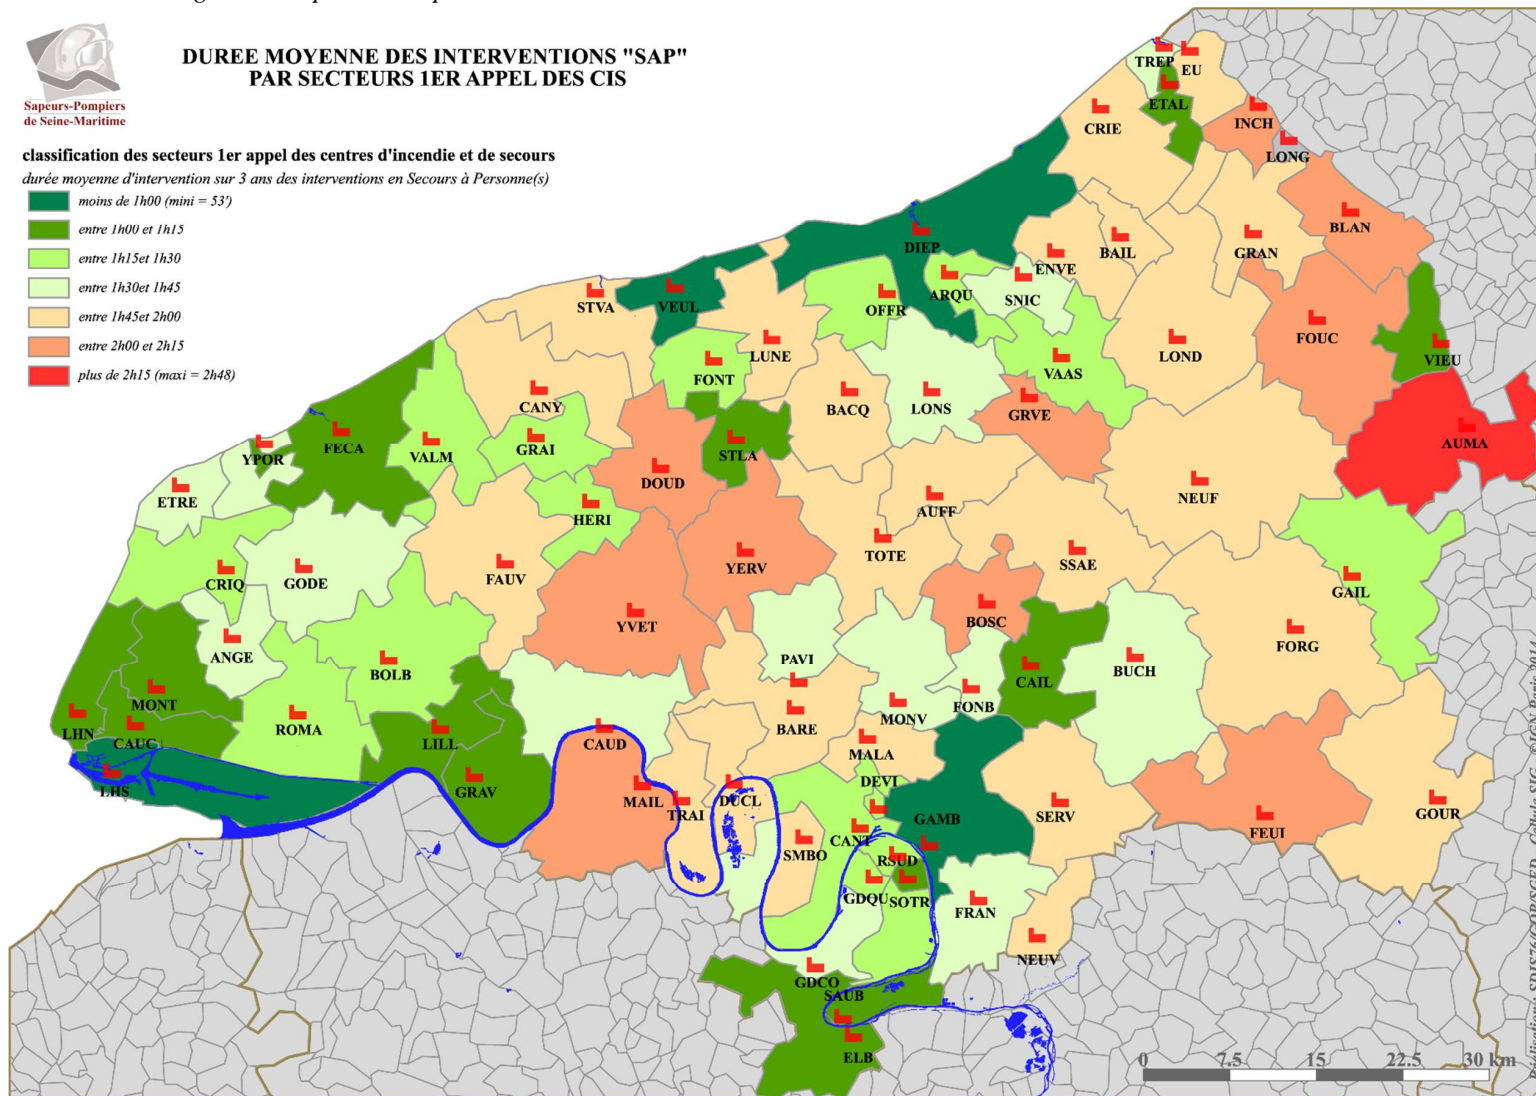 DUREE MOYENNE DES INTERVENTIONS "SAP"
PAR SECTEURS 1ER APPEL DES CIS
Sapeurs-Pompiers
de Seine-Maritime
classification des secteurs 1er appel des centres d'incendie et de secours
durée moyenne d'intervention sur 3 ans des interventions en Secours à Personne(s)
moins de 1h00 (mini = 53')
entre 1h00 et 1h15
entre 1h15et 1h30
entre 1h30et 1h45
entre 1h45et 2h00
entre 2h00 et 2h15
plus de 2h15 (maxi = 2h48)
TREP
EU
ETAL
CRIE
INCH
LONG
BLAN
DIEP
ENVE
BAIL
GRAN
STVA
VEUL
OFFR
ARQU
SNIC
LUNE
FONT
VAAS
LOND
FOUC
VIEU
CANY
BACQ
LONS
GRVE
AUMA
YPOR
FECA
VALM
GRAI
STLA
DOUD
ETRE
HERI
AUFF
NEUF
CRIQ
GODE
FAUV
YERV
TOTE
SSAE
GAIL
ANGE
YVET
BOSC
FORG
BOLB
PAVI
CAIL
BUCH
MONT
LHN
CAUC
ROMA
LILL
CAUD
BARE
MONV
FONB
MALA
LHS
GRAV
MAIL
TRAI
DUCL
DEVI
SERV
FEUI
GOUR
SMBO
CANT
GAMB
RSUD
GDQU
SOTR
FRAN
NEUV
GDCO
SAUB
ELB
0 7.5 15 22.5 30 km